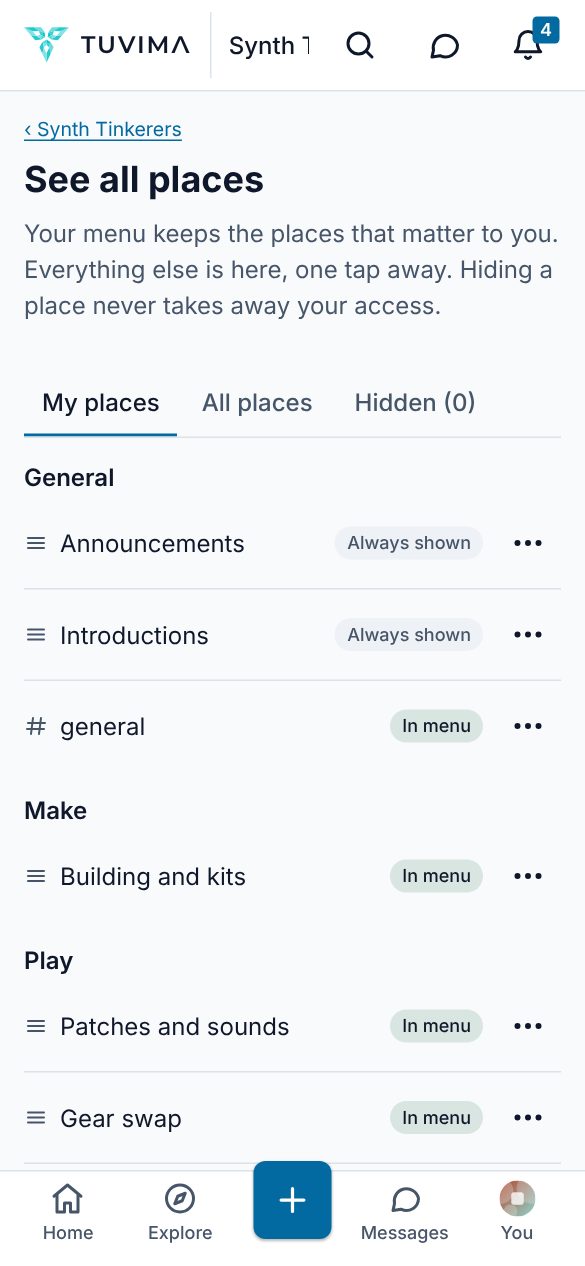 TUVIMA
Synth
4
‹ Synth Tinkerers
See all places
Your menu keeps the places that matter to you.
Everything else is here, one tap away. Hiding a
place never takes away your access.
My places
All places
Hidden (0)
General
Announcements
Always shown
Introductions
Always shown
# general
In menu
Make
Building and kits
In menu
Play
Patches and sounds
In menu
Gear swap
In menu
Home
Explore
Messages
You